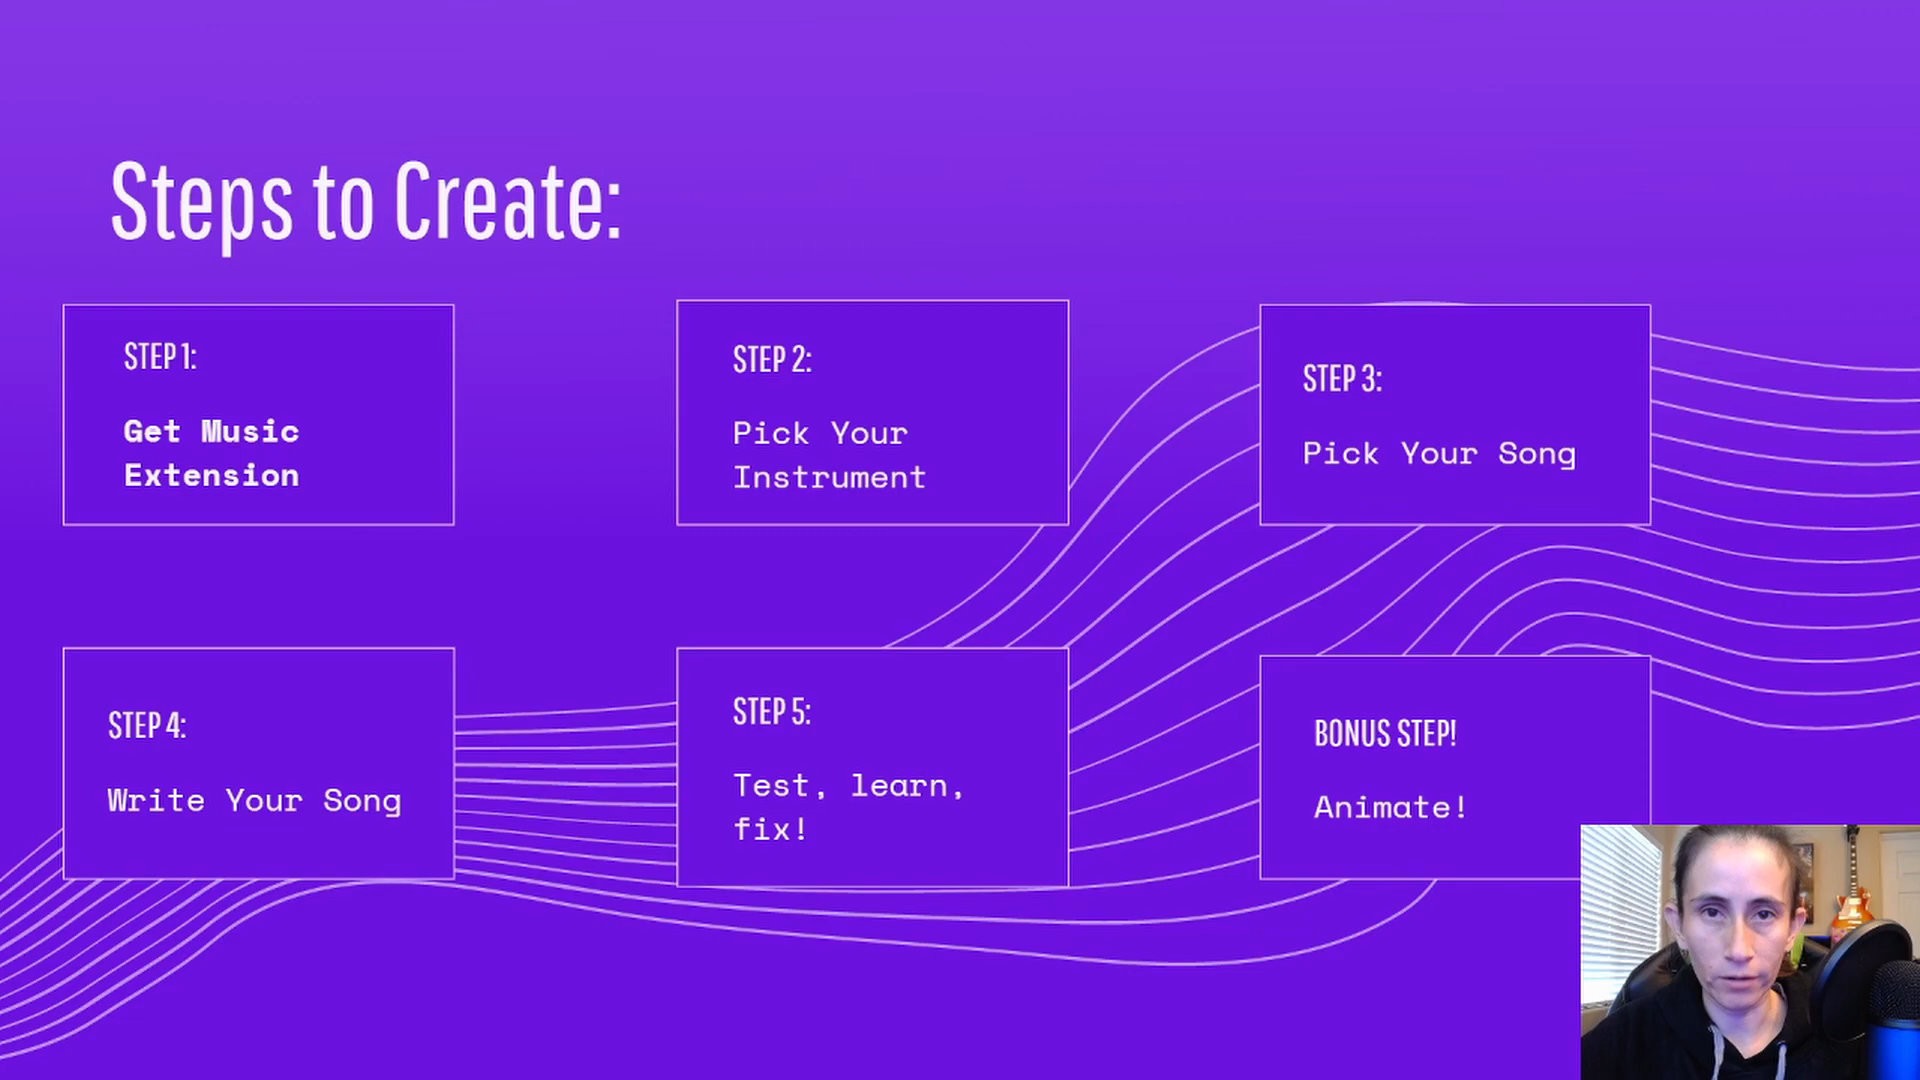 Steps to Create:
STEP 1:
Get Music
Extension
STEP 2:
Pick Your
Instrument
STEP 3:
Pick Your Song
STEP 4:
Write Your Song
STEP 5:
Test, learn,
fix!
BONUS STEP!
Animate!